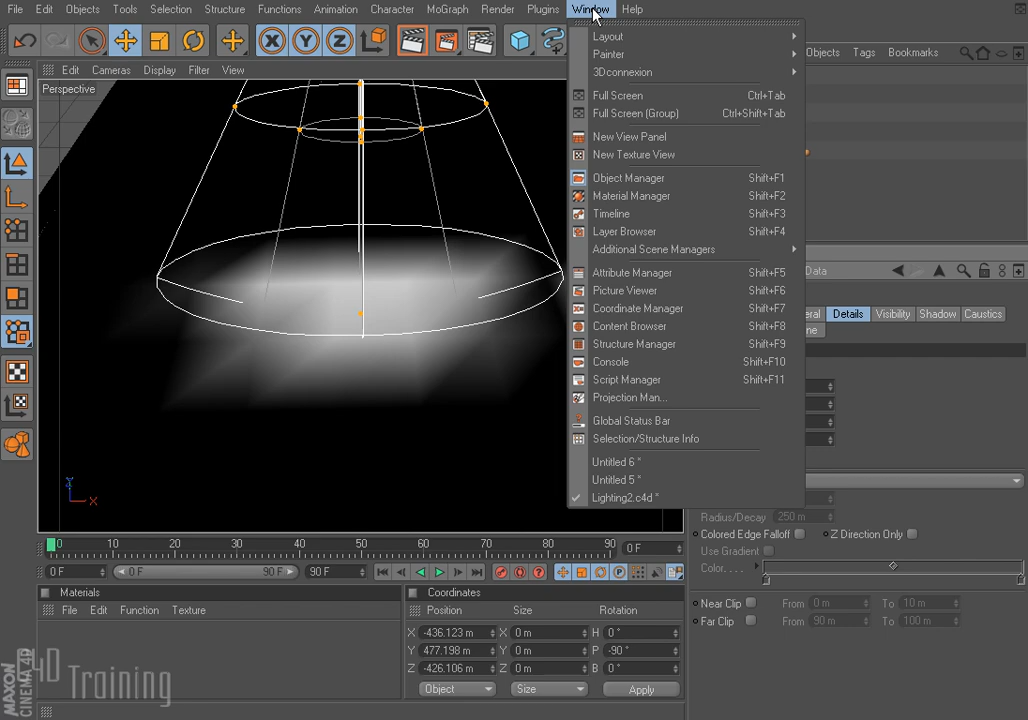 File Edit Objects Tools Selection Structure Functions Animation Character MoGraph Render Plugins Window Help
Edit Cameras Display Filter View
Perspective
Layout
Painter
3Dconnexion
Full Screen Ctrl+Tab
Full Screen (Group) Ctrl+Shift+Tab
New View Panel
New Texture View
Object Manager Shift+F1
Material Manager Shift+F2
Timeline Shift+F3
Layer Browser Shift+F4
Additional Scene Managers
Attribute Manager Shift+F5
Picture Viewer Shift+F6
Coordinate Manager Shift+F7
Content Browser Shift+F8
Structure Manager Shift+F9
Console Shift+F10
Script Manager Shift+F11
Projection Man...
Global Status Bar
Selection/Structure Info
Untitled 6 *
Untitled 5 *
Lighting2.c4d *
Objects Tags Bookmarks
Data
Details Visibility Shadow Caustics
Radius/Decay 250 m
Colored Edge Falloff Z Direction Only
Use Gradient
Color. . . .
Near Clip From 0 m To 10 m
Far Clip From 90 m To 100 m
0 10 20 30 40 50 60 70 80 90 0 F
0 F 0 F 90 F 90 F
Materials
File Edit Function Texture
Coordinates
Position Size Rotation
X -436.123 m X 0 m H 0 °
Y 477.198 m Y 0 m P -90 °
Z -426.106 m Z 0 m B 0 °
Object Size Apply
X Y Z
Y X
MAXON CINEMA 4D
C4D Training